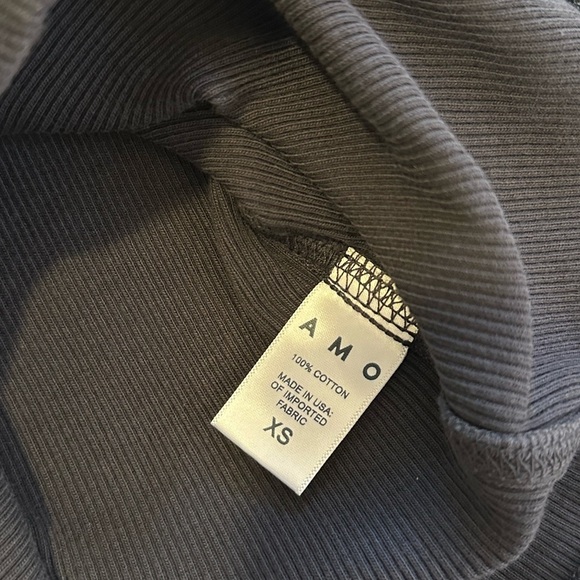 AMO
100% COTTON
MADE IN USA:
OF IMPORTED
FABRIC
XS